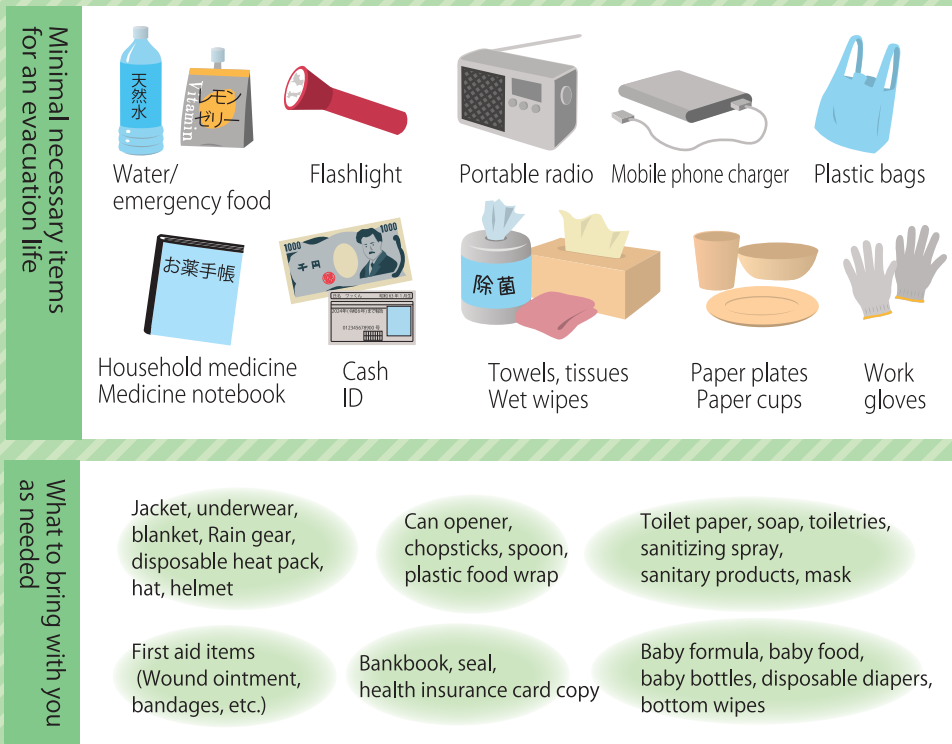 Minimal necessary items
for an evacuation life
天然水
Vitamin
レモン
ゼリー
Water/
emergency food
Flashlight
Portable radio
Mobile phone charger
Plastic bags
お薬手帳
Household medicine
Medicine notebook
1000
1000
千円
012345678900 号
Cash
ID
除菌
Towels, tissues
Wet wipes
Paper plates
Paper cups
Work
gloves
What to bring with you
as needed
Jacket, underwear,
blanket, Rain gear,
disposable heat pack,
hat, helmet
Can opener,
chopsticks, spoon,
plastic food wrap
Toilet paper, soap, toiletries,
sanitizing spray,
sanitary products, mask
First aid items
(Wound ointment,
bandages, etc.)
Bankbook, seal,
health insurance card copy
Baby formula, baby food,
baby bottles, disposable diapers,
bottom wipes